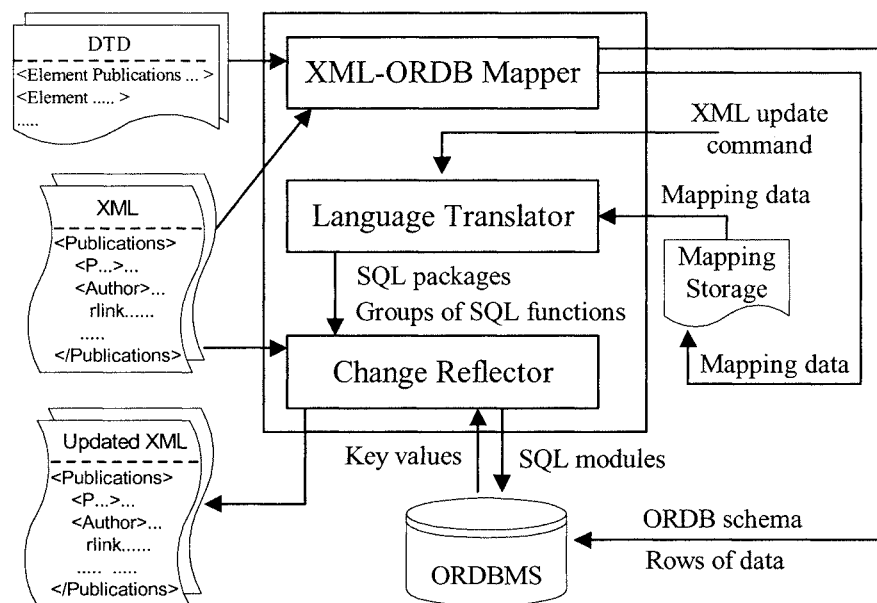 DTD
<Element Publications ... >
<Element ..... >
.....
XML-ORDB Mapper
XML update
command
XML
<Publications>
<P...>...
<Author>...
rlink......
.....
</Publications>
Language Translator
Mapping data
Mapping
Storage
SQL packages
Groups of SQL functions
Change Reflector
Mapping data
Updated XML
<Publications>
<P...>...
<Author>...
rlink......
..... .....
</Publications>
Key values
SQL modules
ORDBMS
ORDB schema
Rows of data